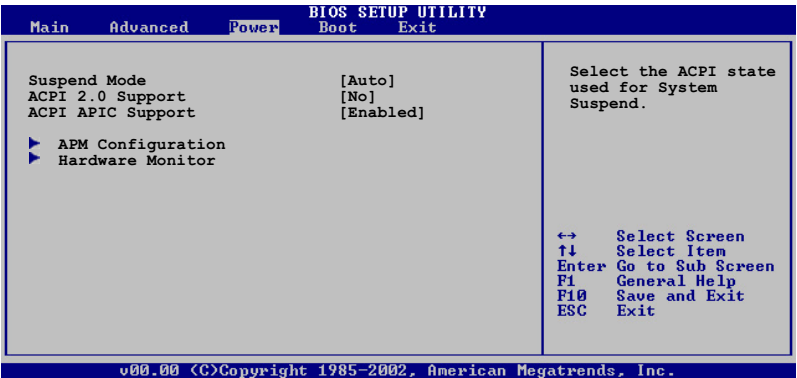 BIOS SETUP UTILITY
Main Advanced Power Boot Exit
Suspend Mode [Auto]
ACPI 2.0 Support [No]
ACPI APIC Support [Enabled]
APM Configuration
Hardware Monitor
Select the ACPI state
used for System
Suspend.
←→ Select Screen
↑↓ Select Item
Enter Go to Sub Screen
F1 General Help
F10 Save and Exit
ESC Exit
v00.00 (C)Copyright 1985-2002, American Megatrends, Inc.